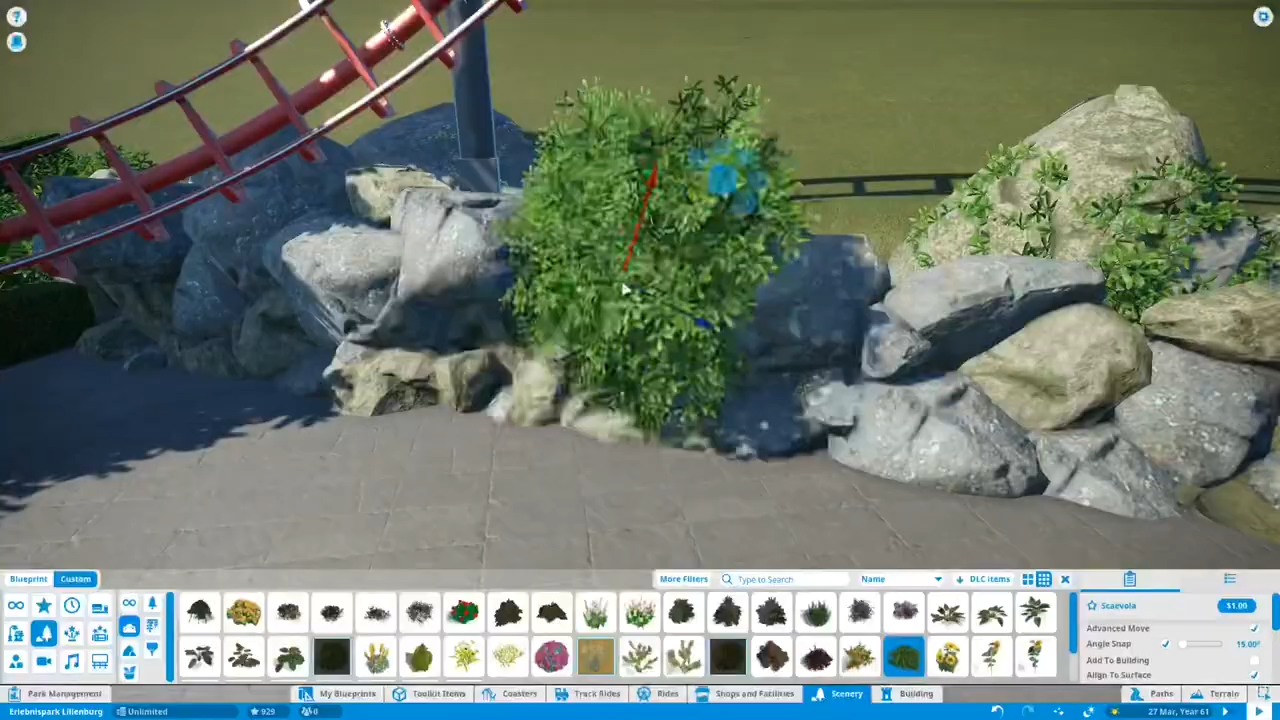 Blueprint Custom
More Filters Type to Search Name DLC Items
Scaevola $1.00
Advanced Move
Angle Snap 15.00°
Add To Building
Align To Surface
Park Management My Blueprints Toolkit Items Coasters Track Rides Rides Shops and Facilities Scenery Building Paths Terrain
Erlebnispark Lilienburg Unlimited 929 0 27 Mar, Year 61